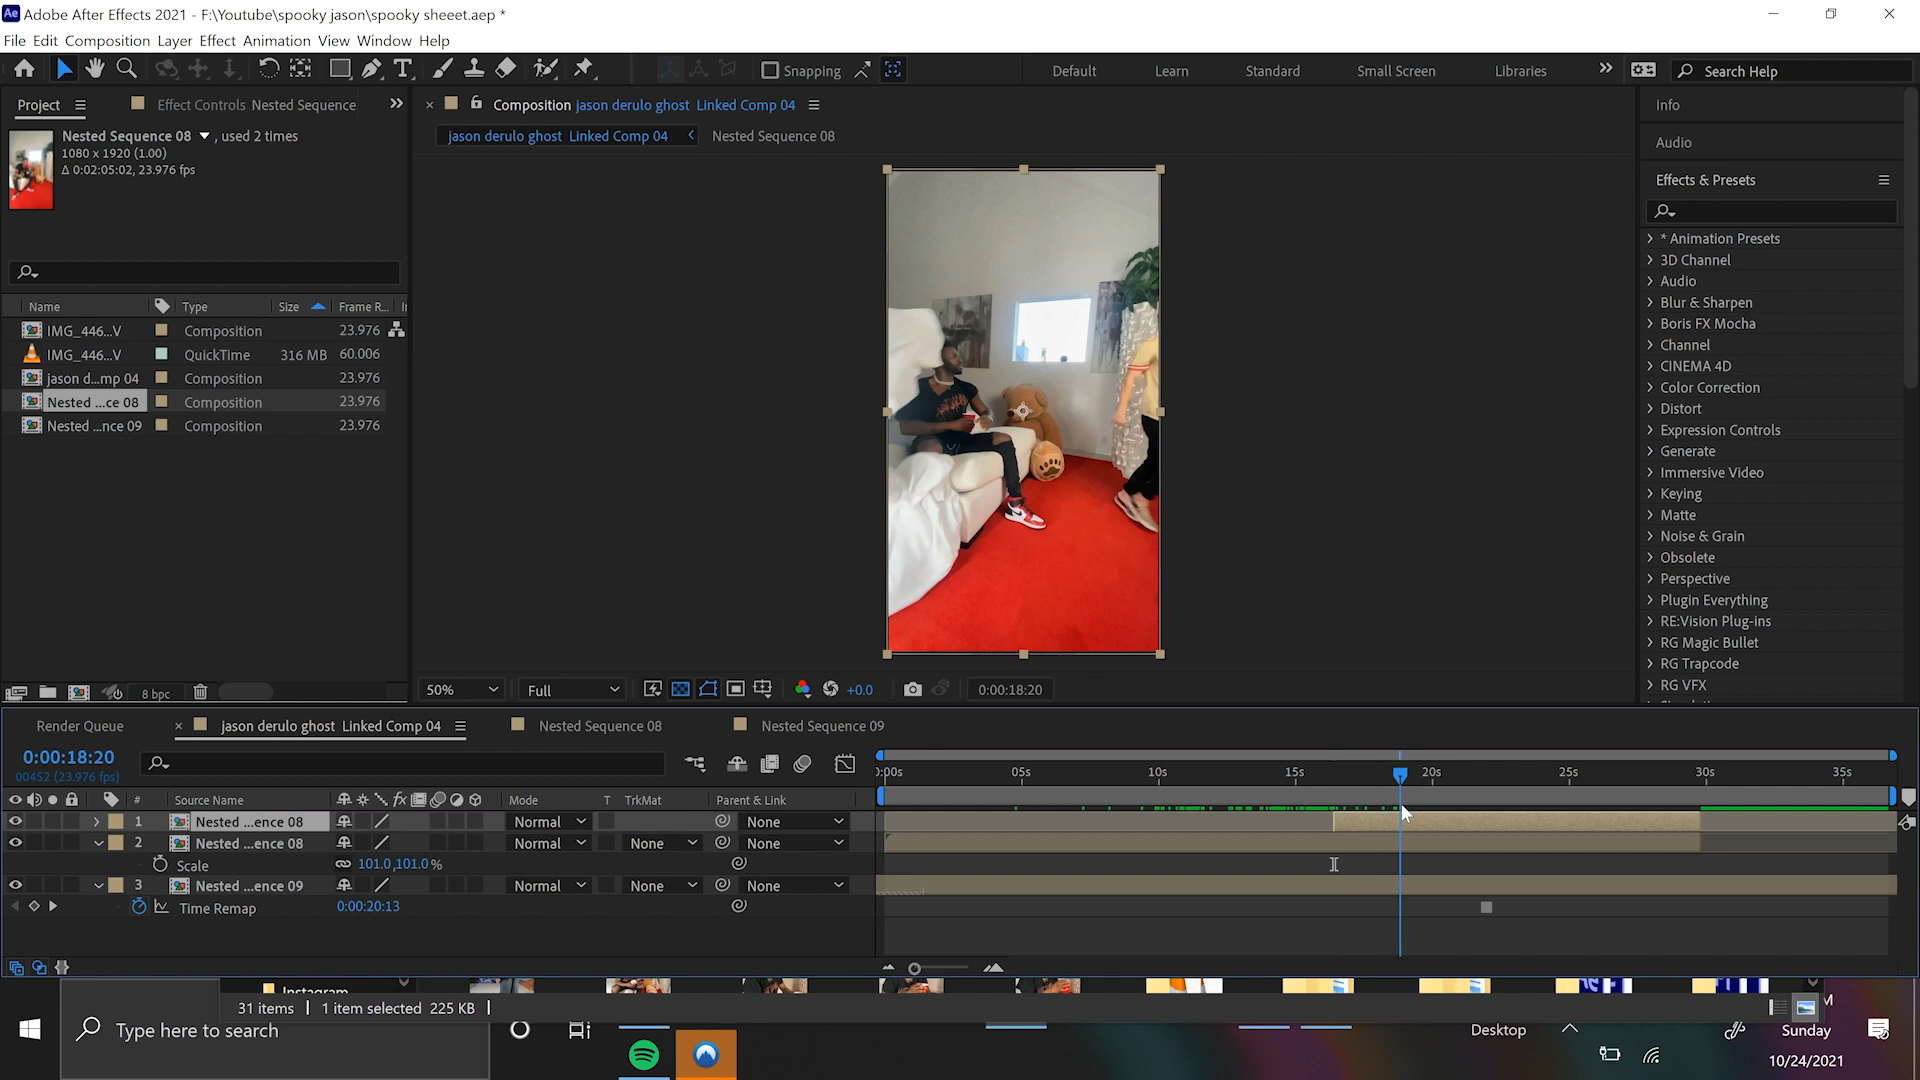 Ae Adobe After Effects 2021 - F:\Youtube\spooky jason\spooky sheeet.aep *
File Edit Composition Layer Effect Animation View Window Help
Snapping Default Learn Standard Small Screen Libraries Search Help
Project Effect Controls Nested Sequence Composition jason derulo ghost Linked Comp 04
jason derulo ghost Linked Comp 04 Nested Sequence 08
Nested Sequence 08 , used 2 times
1080 x 1920 (1.00)
Δ 0:02:05:02, 23.976 fps
Name Type Size Frame R...
IMG_446...V Composition 23.976
IMG_446...V QuickTime 316 MB 60.006
jason d...mp 04 Composition 23.976
Nested ...ce 08 Composition 23.976
Nested ...nce 09 Composition 23.976
8 bpc
50% Full +0.0 0:00:18:20
Info
Audio
Effects & Presets
* Animation Presets
3D Channel
Audio
Blur & Sharpen
Boris FX Mocha
Channel
CINEMA 4D
Color Correction
Distort
Expression Controls
Generate
Immersive Video
Keying
Matte
Noise & Grain
Obsolete
Perspective
Plugin Everything
RE:Vision Plug-ins
RG Magic Bullet
RG Trapcode
RG VFX
Render Queue jason derulo ghost Linked Comp 04 Nested Sequence 08 Nested Sequence 09
0:00:18:20
00452 (23.976 fps)
0:00s 05s 10s 15s 20s 25s 30s 35s
# Source Name Mode T TrkMat Parent & Link
1 Nested ...ence 08 Normal None
2 Nested ...ence 08 Normal None None
Scale 101.0,101.0%
3 Nested ...ence 09 Normal None None
Time Remap 0:00:20:13
Instagram
31 items 1 item selected 225 KB
Type here to search Desktop Sunday
10/24/2021